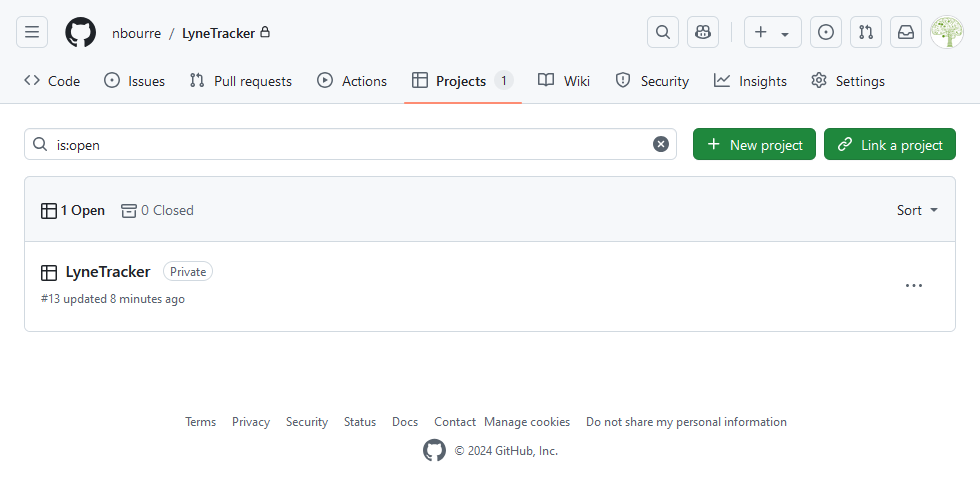 nbourre / LyneTracker
Code Issues Pull requests Actions Projects 1 Wiki Security Insights Settings
is:open New project Link a project
1 Open 0 Closed Sort
LyneTracker Private
#13 updated 8 minutes ago
Terms Privacy Security Status Docs Contact Manage cookies Do not share my personal information
© 2024 GitHub, Inc.